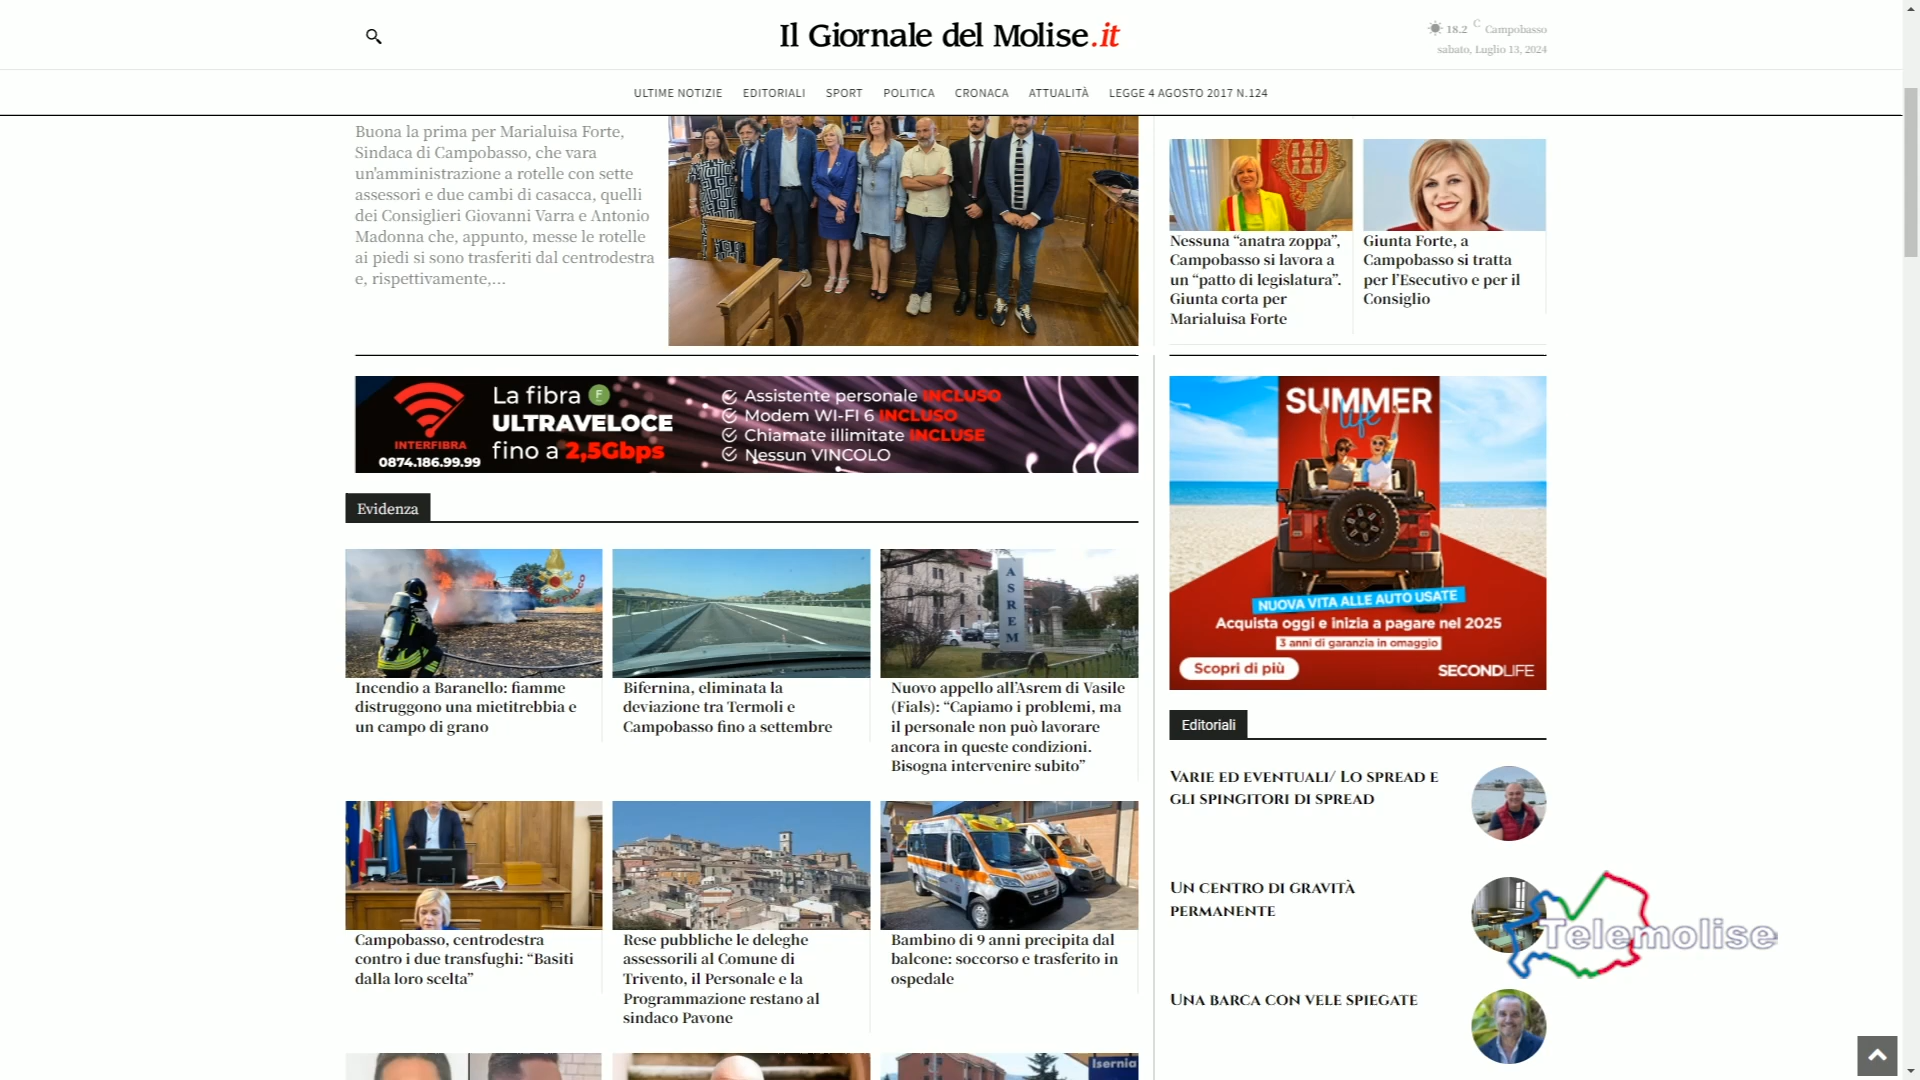 Il Giornale del Molise.it
18.2 C Campobasso
sabato, Luglio 13, 2024
ULTIME NOTIZIE EDITORIALI SPORT POLITICA CRONACA ATTUALITÀ LEGGE 4 AGOSTO 2017 N.124
Buona la prima per Marialuisa Forte,
Sindaca di Campobasso, che vara
un'amministrazione a rotelle con sette
assessori e due cambi di casacca, quelli
dei Consiglieri Giovanni Varra e Antonio
Madonna che, appunto, messe le rotelle
ai piedi si sono trasferiti dal centrodestra
e, rispettivamente,...
Nessuna “anatra zoppa”,
Campobasso si lavora a
un “patto di legislatura”.
Giunta corta per
Marialuisa Forte
Giunta Forte, a
Campobasso si tratta
per l’Esecutivo e per il
Consiglio
INTERFIBRA
0874.186.99.99
La fibra F
ULTRAVELOCE
fino a 2,5Gbps
Assistente personale INCLUSO
Modem WI-FI 6 INCLUSO
Chiamate illimitate INCLUSE
Nessun VINCOLO
SUMMER
life
NUOVA VITA ALLE AUTO USATE
Acquista oggi e inizia a pagare nel 2025
3 anni di garanzia in omaggio
Scopri di più
SECONDLIFE
Evidenza
ASREM
Incendio a Baranello: fiamme
distruggono una mietitrebbia e
un campo di grano
Bifernina, eliminata la
deviazione tra Termoli e
Campobasso fino a settembre
Nuovo appello all’Asrem di Vasile
(Fials): “Capiamo i problemi, ma
il personale non può lavorare
ancora in queste condizioni.
Bisogna intervenire subito”
Campobasso, centrodestra
contro i due transfughi: “Basiti
dalla loro scelta”
Rese pubbliche le deleghe
assessorili al Comune di
Trivento, il Personale e la
Programmazione restano al
sindaco Pavone
Bambino di 9 anni precipita dal
balcone: soccorso e trasferito in
ospedale
Isernia
Editoriali
Varie ed eventuali/ Lo spread e
gli spingitori di spread
Un centro di gravità
permanente
Una barca con vele spiegate
Telemolise